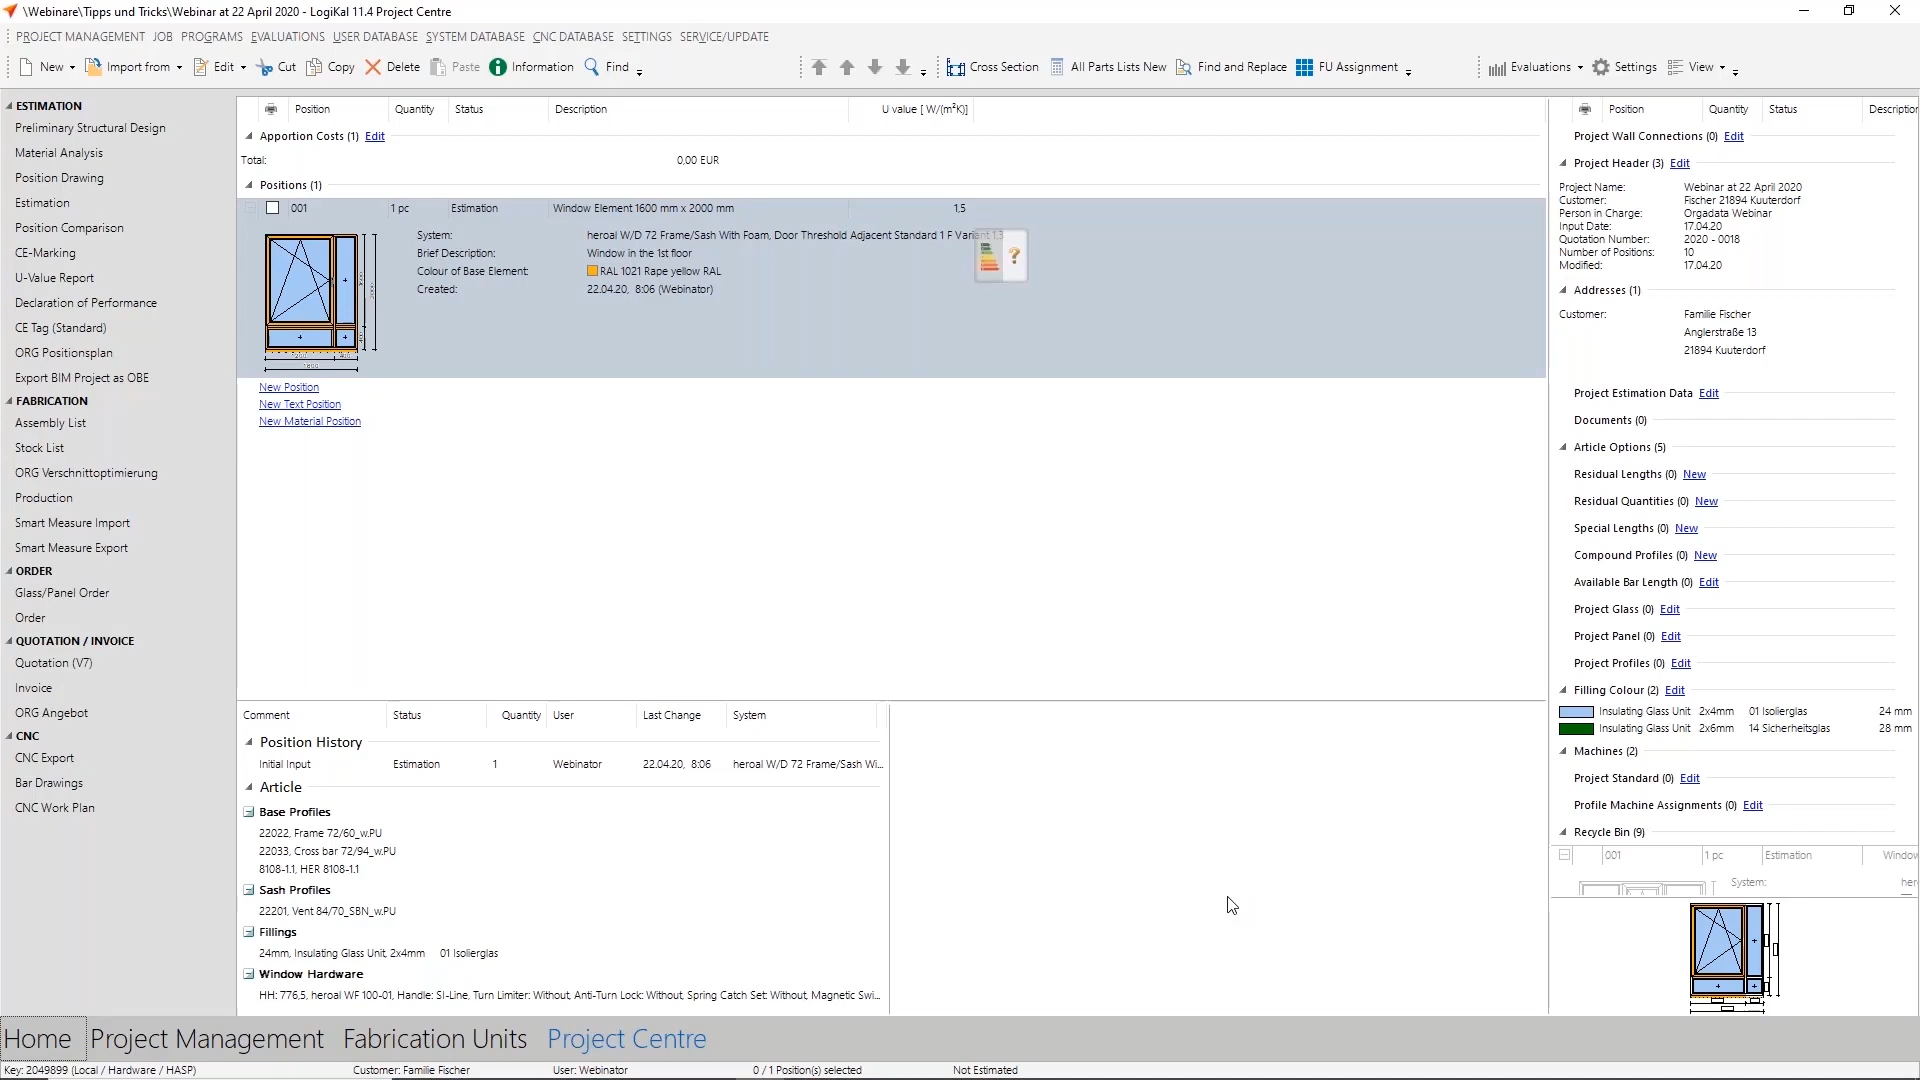 \Webinare\Tipps und Tricks\Webinar at 22 April 2020 - LogiKal 11.4 Project Centre
PROJECT MANAGEMENT JOB PROGRAMS EVALUATIONS USER DATABASE SYSTEM DATABASE CNC DATABASE SETTINGS SERVICE/UPDATE
New Import from Edit Cut Copy Delete Paste Information Find Cross Section All Parts Lists New Find and Replace FU Assignment Evaluations Settings View
ESTIMATION
Preliminary Structural Design
Material Analysis
Position Drawing
Estimation
Position Comparison
CE-Marking
U-Value Report
Declaration of Performance
CE Tag (Standard)
ORG Positionsplan
Export BIM Project as OBE
FABRICATION
Assembly List
Stock List
ORG Verschnittoptimierung
Production
Smart Measure Import
Smart Measure Export
ORDER
Glass/Panel Order
Order
QUOTATION / INVOICE
Quotation (V7)
Invoice
ORG Angebot
CNC
CNC Export
Bar Drawings
CNC Work Plan
Position Quantity Status Description U value [ W/(m²K)]
Apportion Costs (1) Edit
Total: 0,00 EUR
Positions (1)
001 1 pc Estimation Window Element 1600 mm x 2000 mm 1,5
System: heroal W/D 72 Frame/Sash With Foam, Door Threshold Adjacent Standard 1 F Variant 1.3
Brief Description: Window in the 1st floor
Colour of Base Element: RAL 1021 Rape yellow RAL
Created: 22.04.20, 8:06 (Webinator)
New Position
New Text Position
New Material Position
Comment Status Quantity User Last Change System
Position History
Initial Input Estimation 1 Webinator 22.04.20, 8:06 heroal W/D 72 Frame/Sash Wi...
Article
Base Profiles
22022, Frame 72/60_w.PU
22033, Cross bar 72/94_w.PU
8108-1.1, HER 8108-1.1
Sash Profiles
22201, Vent 84/70_SBN_w.PU
Fillings
24mm, Insulating Glass Unit, 2x4mm 01 Isolierglas
Window Hardware
HH: 776,5, heroal WF 100-01, Handle: SI-Line, Turn Limiter: Without, Anti-Turn Lock: Without, Spring Catch Set: Without, Magnetic Swi...
Position Quantity Status Descriptior
Project Wall Connections (0) Edit
Project Header (3) Edit
Project Name: Webinar at 22 April 2020
Customer: Fischer 21894 Kuuterdorf
Person in Charge: Orgadata Webinar
Input Date: 17.04.20
Quotation Number: 2020 - 0018
Number of Positions: 10
Modified: 17.04.20
Addresses (1)
Customer: Familie Fischer
Anglerstraße 13
21894 Kuuterdorf
Project Estimation Data Edit
Documents (0)
Article Options (5)
Residual Lengths (0) New
Residual Quantities (0) New
Special Lengths (0) New
Compound Profiles (0) New
Available Bar Length (0) Edit
Project Glass (0) Edit
Project Panel (0) Edit
Project Profiles (0) Edit
Filling Colour (2) Edit
Insulating Glass Unit 2x4mm 01 Isolierglas 24 mm
Insulating Glass Unit 2x6mm 14 Sicherheitsglas 28 mm
Machines (2)
Project Standard (0) Edit
Profile Machine Assignments (0) Edit
Recycle Bin (9)
001 1 pc Estimation Window
System: her
Home Project Management Fabrication Units Project Centre
Key: 2049899 (Local / Hardware / HASP) Customer: Familie Fischer User: Webinator 0 / 1 Position(s) selected Not Estimated